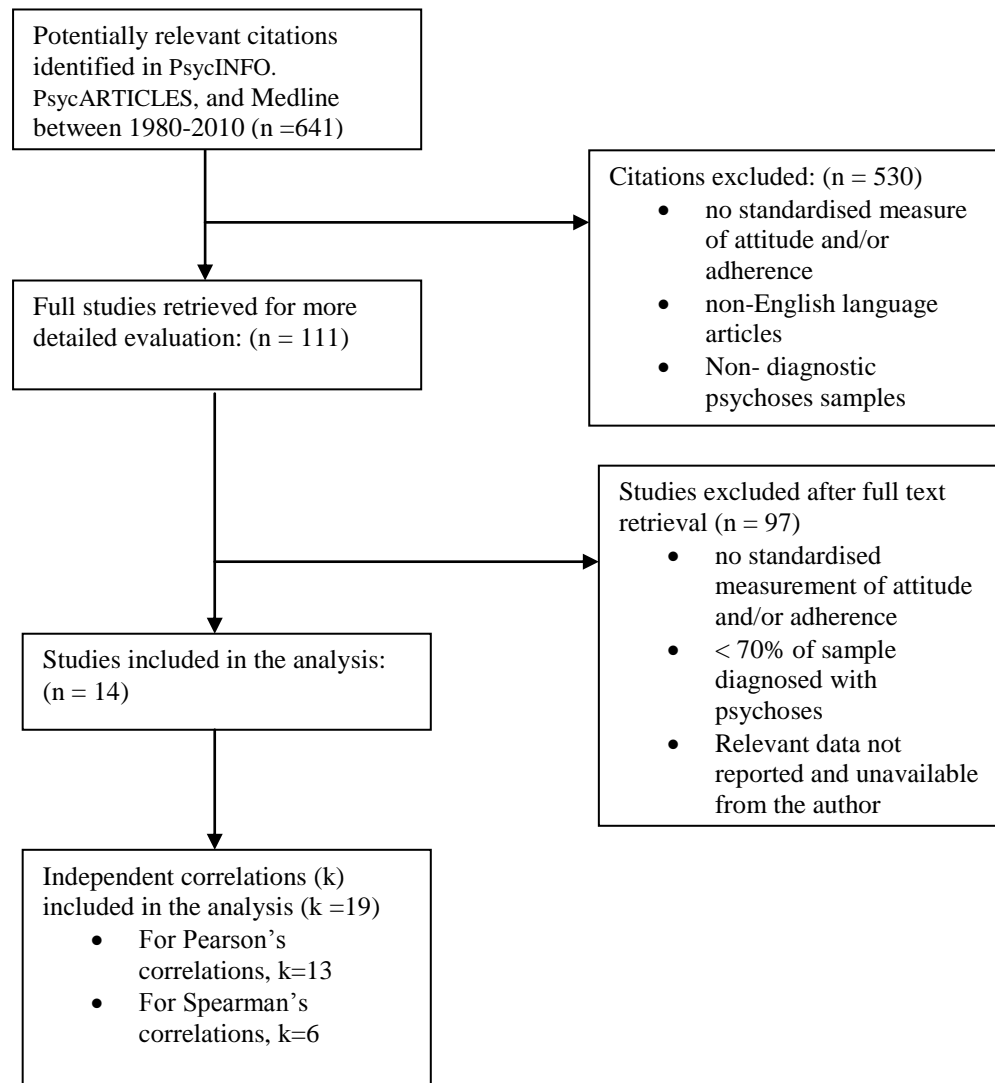 Potentially relevant citations
identified in PsycINFO.
PsycARTICLES, and Medline
between 1980-2010 (n =641)
Citations excluded: (n = 530)
• no standardised measure
of attitude and/or
adherence
• non-English language
articles
• Non- diagnostic
psychoses samples
Full studies retrieved for more
detailed evaluation: (n = 111)
Studies excluded after full text
retrieval (n = 97)
• no standardised
measurement of attitude
and/or adherence
• < 70% of sample
diagnosed with
psychoses
• Relevant data not
reported and unavailable
from the author
Studies included in the analysis:
(n = 14)
Independent correlations (k)
included in the analysis (k =19)
• For Pearson’s
correlations, k=13
• For Spearman’s
correlations, k=6